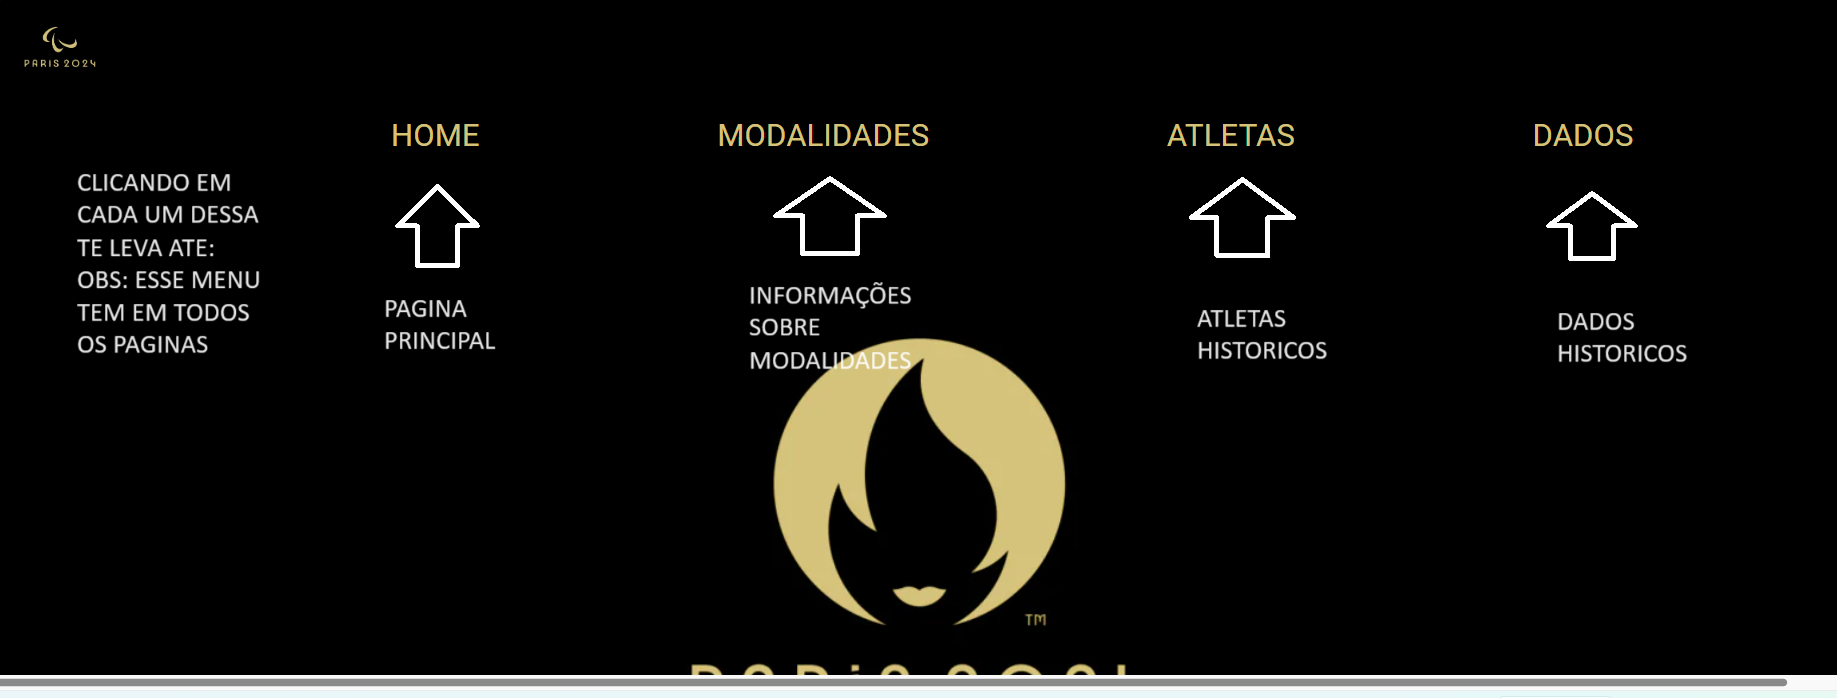 PARIS 2024
HOME
MODALIDADES
ATLETAS
DADOS
CLICANDO EM
CADA UM DESSA
TE LEVA ATE:
OBS: ESSE MENU
TEM EM TODOS
OS PAGINAS
PAGINA
PRINCIPAL
INFORMAÇÕES
SOBRE
MODALIDADES
ATLETAS
HISTORICOS
DADOS
HISTORICOS
TM